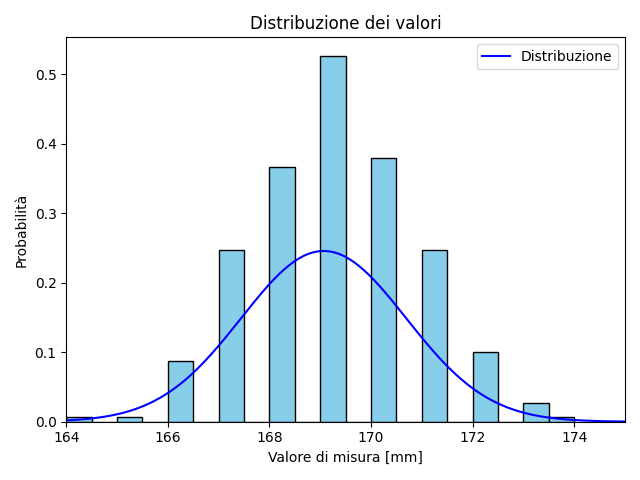 Distribuzione dei valori
Distribuzione
Probabilità
0.5
0.4
0.3
0.2
0.1
0.0
164 166 168 170 172 174
Valore di misura [mm]